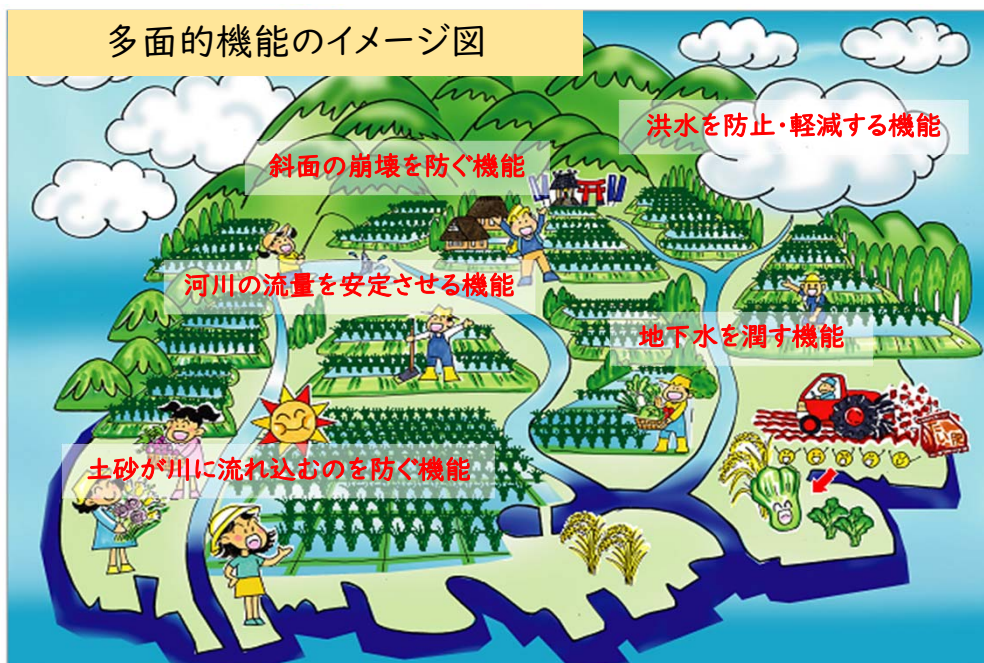 多面的機能のイメージ図
洪水を防止・軽減する機能
斜面の崩壊を防ぐ機能
河川の流量を安定させる機能
地下水を潤す機能
土砂が川に流れ込むのを防ぐ機能